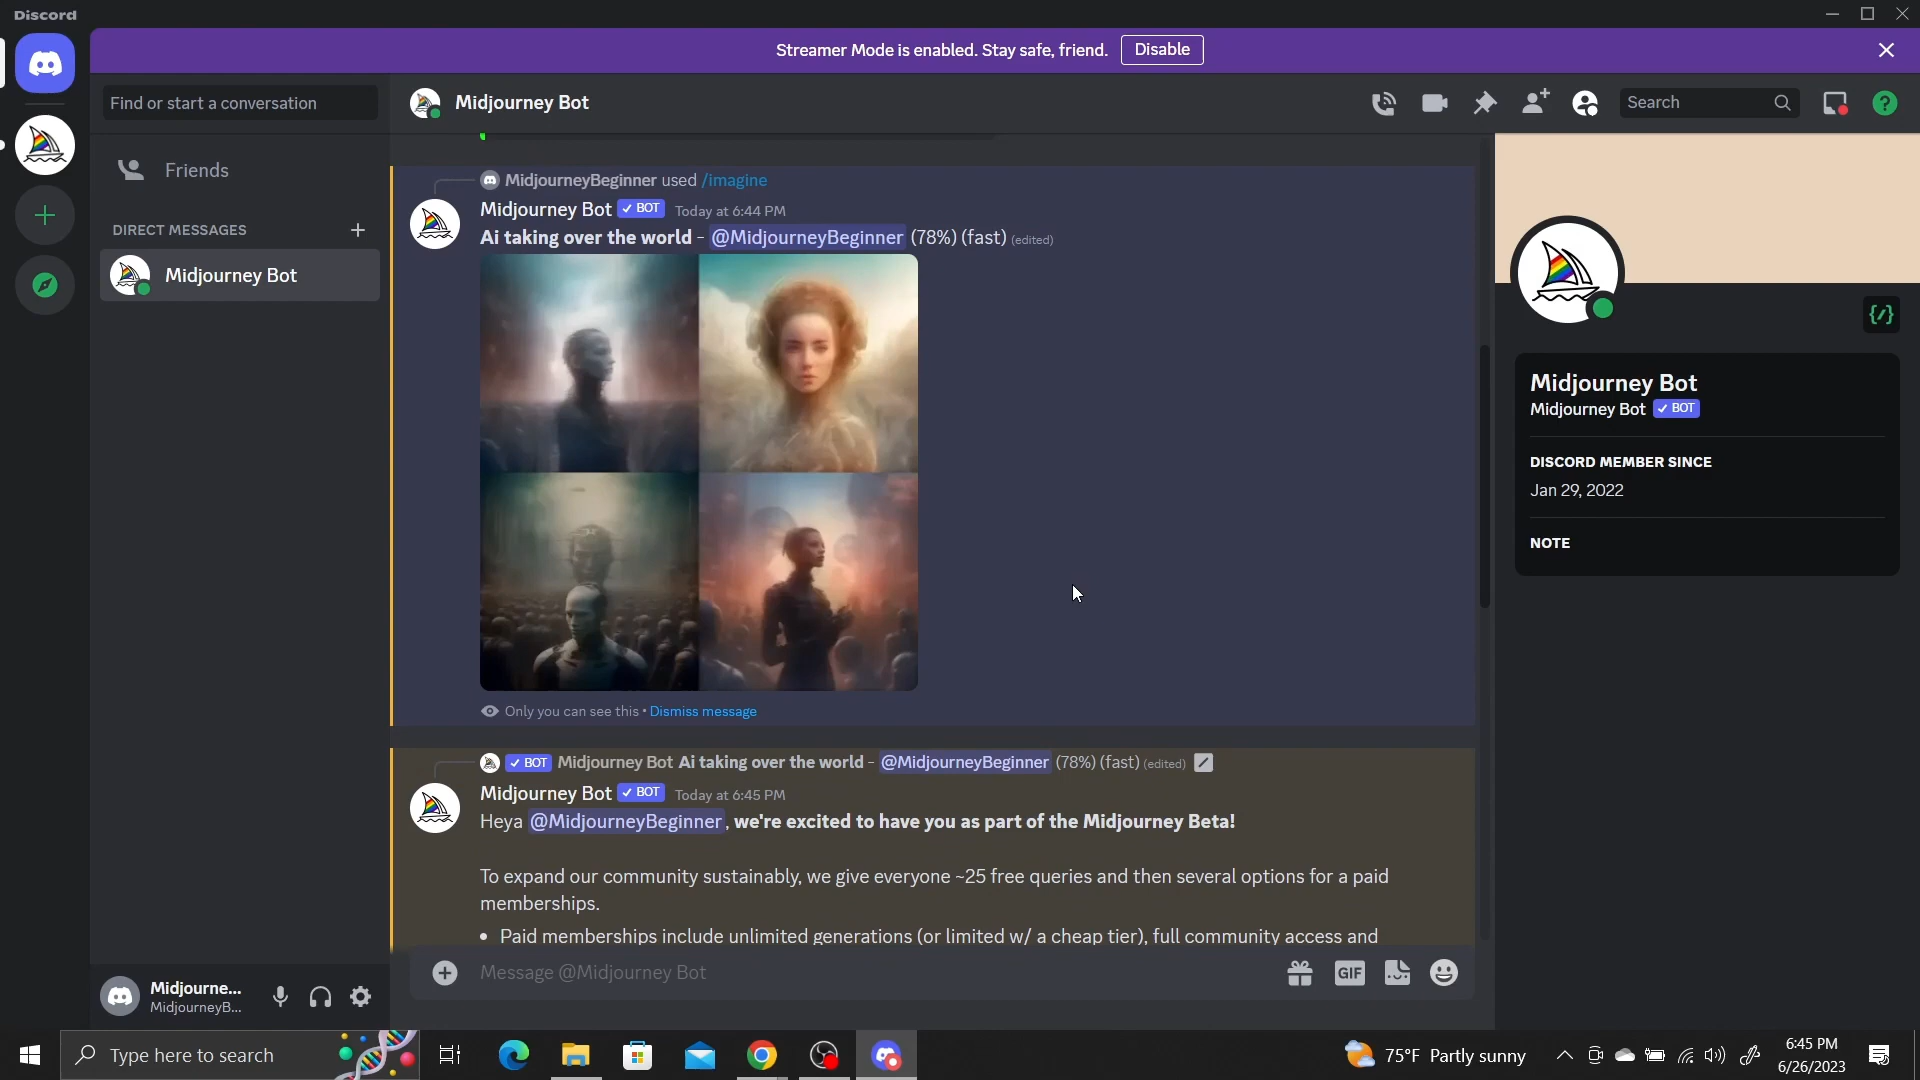 Discord
Streamer Mode is enabled. Stay safe, friend. Disable
Find or start a conversation
Midjourney Bot
Search
Friends
DIRECT MESSAGES
Midjourney Bot
MidjourneyBeginner used /imagine
Midjourney Bot BOT Today at 6:44 PM
Ai taking over the world - @MidjourneyBeginner (78%) (fast) (edited)
Only you can see this • Dismiss message
BOT Midjourney Bot Ai taking over the world - @MidjourneyBeginner (78%) (fast) (edited)
Midjourney Bot BOT Today at 6:45 PM
Heya @MidjourneyBeginner, we're excited to have you as part of the Midjourney Beta!
To expand our community sustainably, we give everyone ~25 free queries and then several options for a paid
memberships.
• Paid memberships include unlimited generations (or limited w/ a cheap tier), full community access and
Message @Midjourney Bot
GIF
Midjourney Bot
Midjourney Bot BOT
DISCORD MEMBER SINCE
Jan 29, 2022
NOTE
Midjourne...
MidjourneyB...
Type here to search
75°F Partly sunny
6:45 PM
6/26/2023